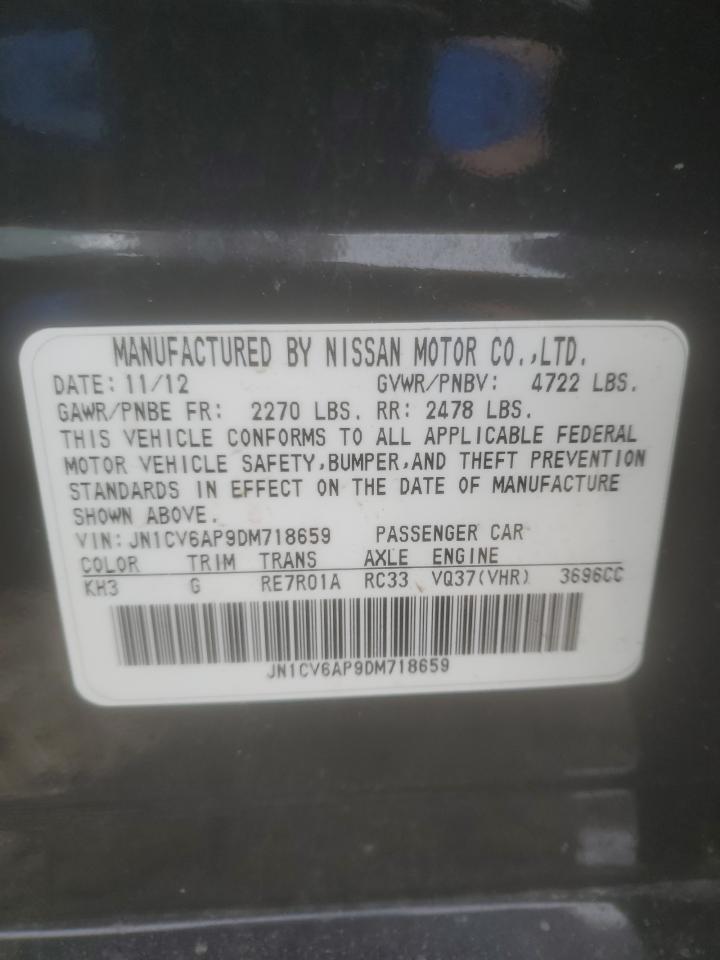 MANUFACTURED BY NISSAN MOTOR CO.,LTD.
DATE: 11/12 GVWR/PNBV: 4722 LBS.
GAWR/PNBE FR: 2270 LBS. RR: 2478 LBS.
THIS VEHICLE CONFORMS TO ALL APPLICABLE FEDERAL
MOTOR VEHICLE SAFETY,BUMPER,AND THEFT PREVENTION
STANDARDS IN EFFECT ON THE DATE OF MANUFACTURE
SHOWN ABOVE.
VIN: JN1CV6AP9DM718659 PASSENGER CAR
COLOR TRIM TRANS AXLE ENGINE
KH3 G RE7R01A RC33 VQ37(VHR) 3696CC
JN1CV6AP9DM718659